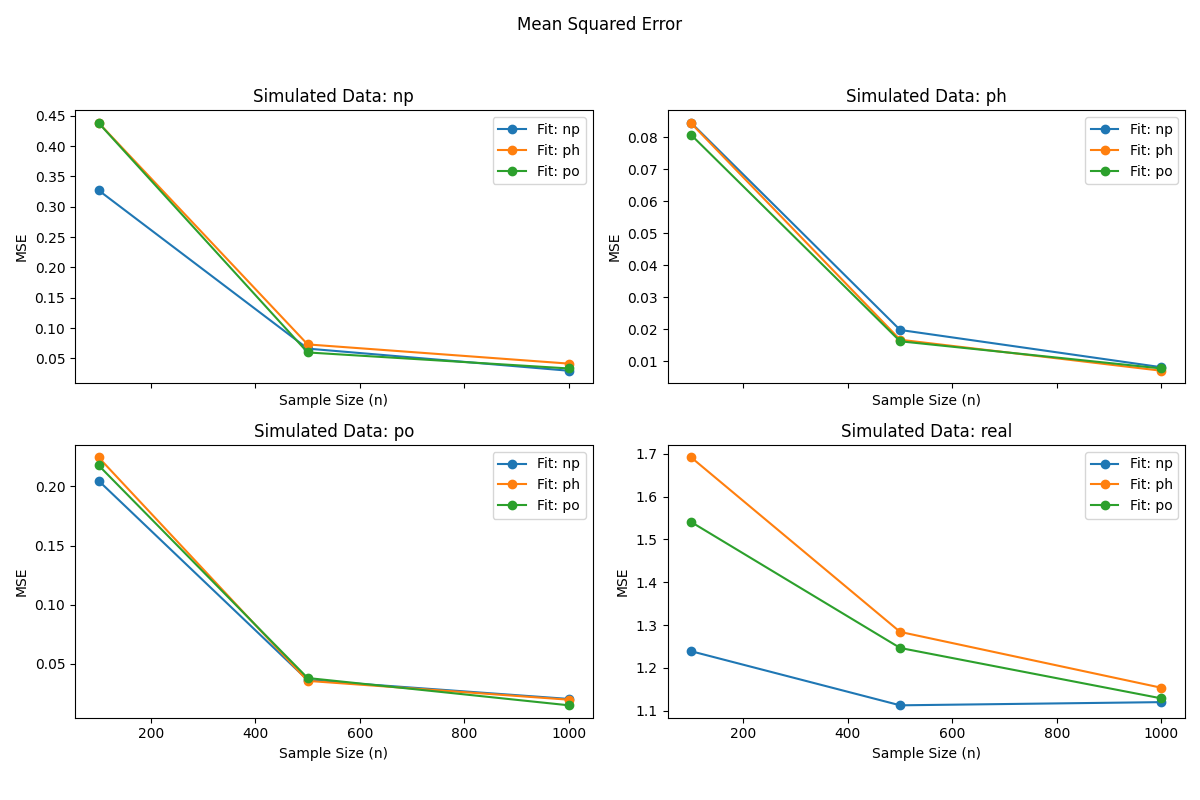 Mean Squared Error
Simulated Data: np
0.45
0.40
0.35
0.30
0.25
0.20
0.15
0.10
0.05
MSE
Sample Size (n)
Fit: np
Fit: ph
Fit: po
Simulated Data: ph
0.08
0.07
0.06
0.05
0.04
0.03
0.02
0.01
MSE
Sample Size (n)
Fit: np
Fit: ph
Fit: po
Simulated Data: po
0.20
0.15
0.10
0.05
MSE
200 400 600 800 1000
Sample Size (n)
Fit: np
Fit: ph
Fit: po
Simulated Data: real
1.7
1.6
1.5
1.4
1.3
1.2
1.1
MSE
200 400 600 800 1000
Sample Size (n)
Fit: np
Fit: ph
Fit: po